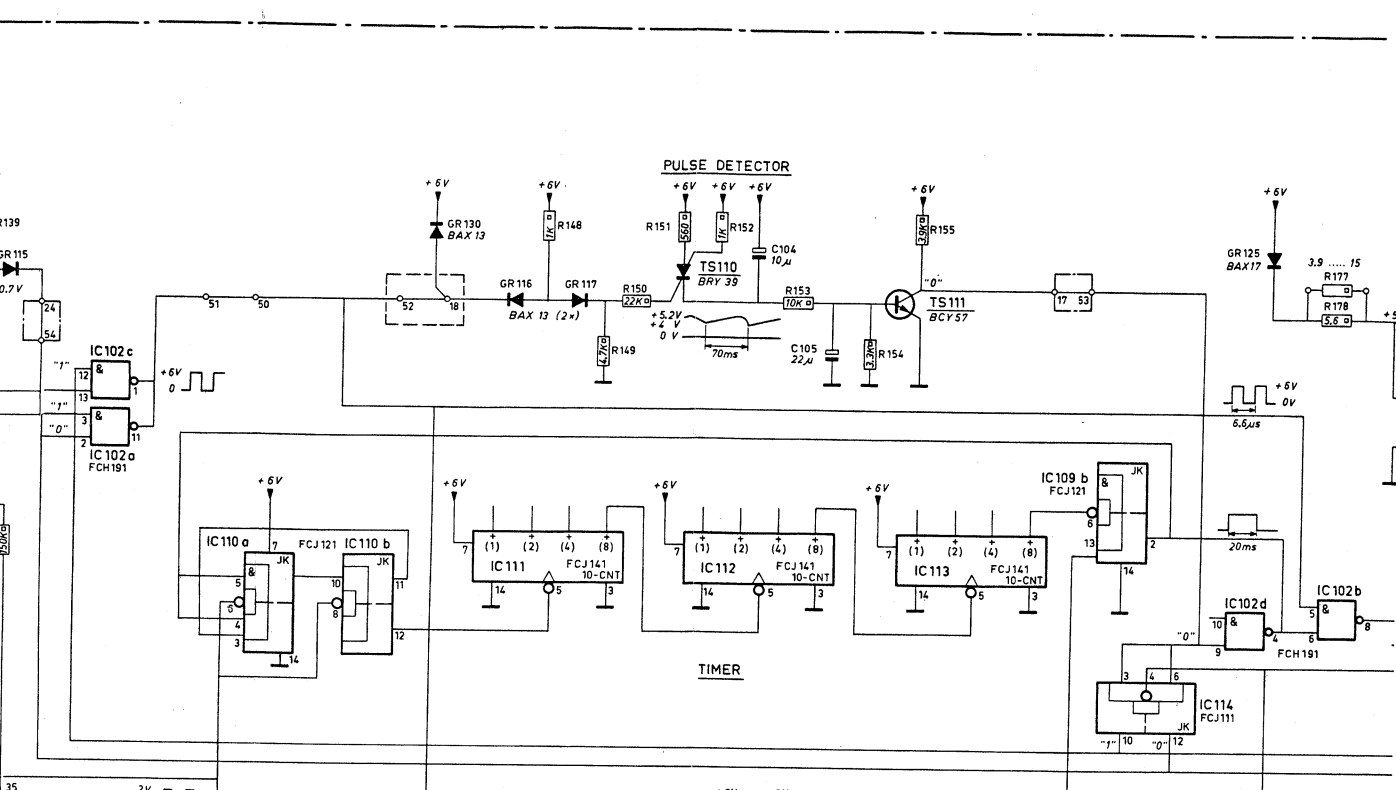 PULSE DETECTOR
+6V
+6V
+6V
+6V
+6V
+6V
+6V
R139
GR115
0.7V
24
54
51
50
GR130
BAX 13
52
18
GR116
GR117
BAX 13 (2x)
R148
1K
R149
4.7K
R150
22K
R151
560
R152
1K
TS110
BRY 39
C104
10µ
R153
10K
+5.2V
+4 V
0 V
70ms
C105
22µ
R154
3.3K
R155
3.9K
"0"
TS111
BCY57
17
53
GR125
BAX17
3.9 ..... 15
R177
R178
5.6
IC102c
"1"
12
&
13
1
+6V
0
"1"
3
&
"0"
2
11
IC102a
FCH191
+6V
0V
6.6µs
+6V
7
IC110a
FCJ121
IC110b
JK
5
&
4
3
14
JK
10
8
11
12
+6V
7
+
(1)
+
(2)
+
(4)
+
(8)
IC111
FCJ141
10-CNT
14
5
3
+6V
7
+
(1)
+
(2)
+
(4)
+
(8)
IC112
FCJ141
10-CNT
14
5
3
+6V
7
+
(1)
+
(2)
+
(4)
+
(8)
IC113
FCJ141
10-CNT
14
5
3
IC109 b
FCJ121
JK
&
6
13
2
14
20ms
IC102d
10
&
9
4
FCH191
IC102b
5
&
6
8
"0"
3
4
6
IC114
FCJ111
JK
"1"
10
"0"
12
TIMER
150K
35